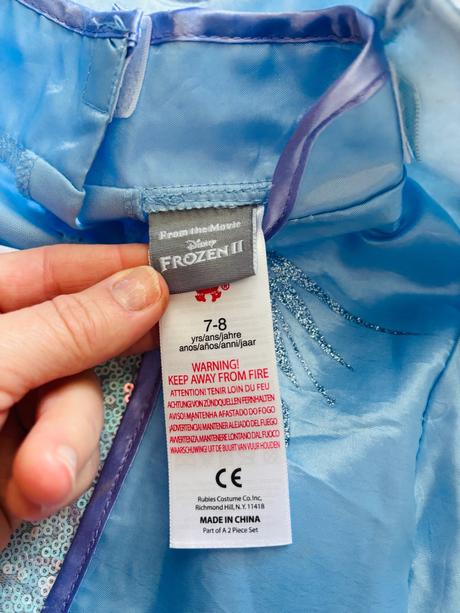 From the Movie
Disney
FROZEN II
7-8
yrs/ans/jahre
anos/años/anni/jaar
WARNING!
KEEP AWAY FROM FIRE
ATTENTION! TENIR LOIN DU FEU
ACHTUNG! VON ZÜNDQUELLEN FERNHALTEN
AVISO! MANTENHA AFASTADO DO FOGO
¡ADVERTENCIA! MANTENER ALEJADO DEL FUEGO
AVVERTENZA MANTENERE LONTANO DAL FUOCO
WAARSCHUWING! UIT DE BUURT VAN VUUR HOUDEN
CE
Rubies Costume Co. Inc,
Richmond Hill, N.Y. 11418
MADE IN CHINA
Part of A 2 Piece Set